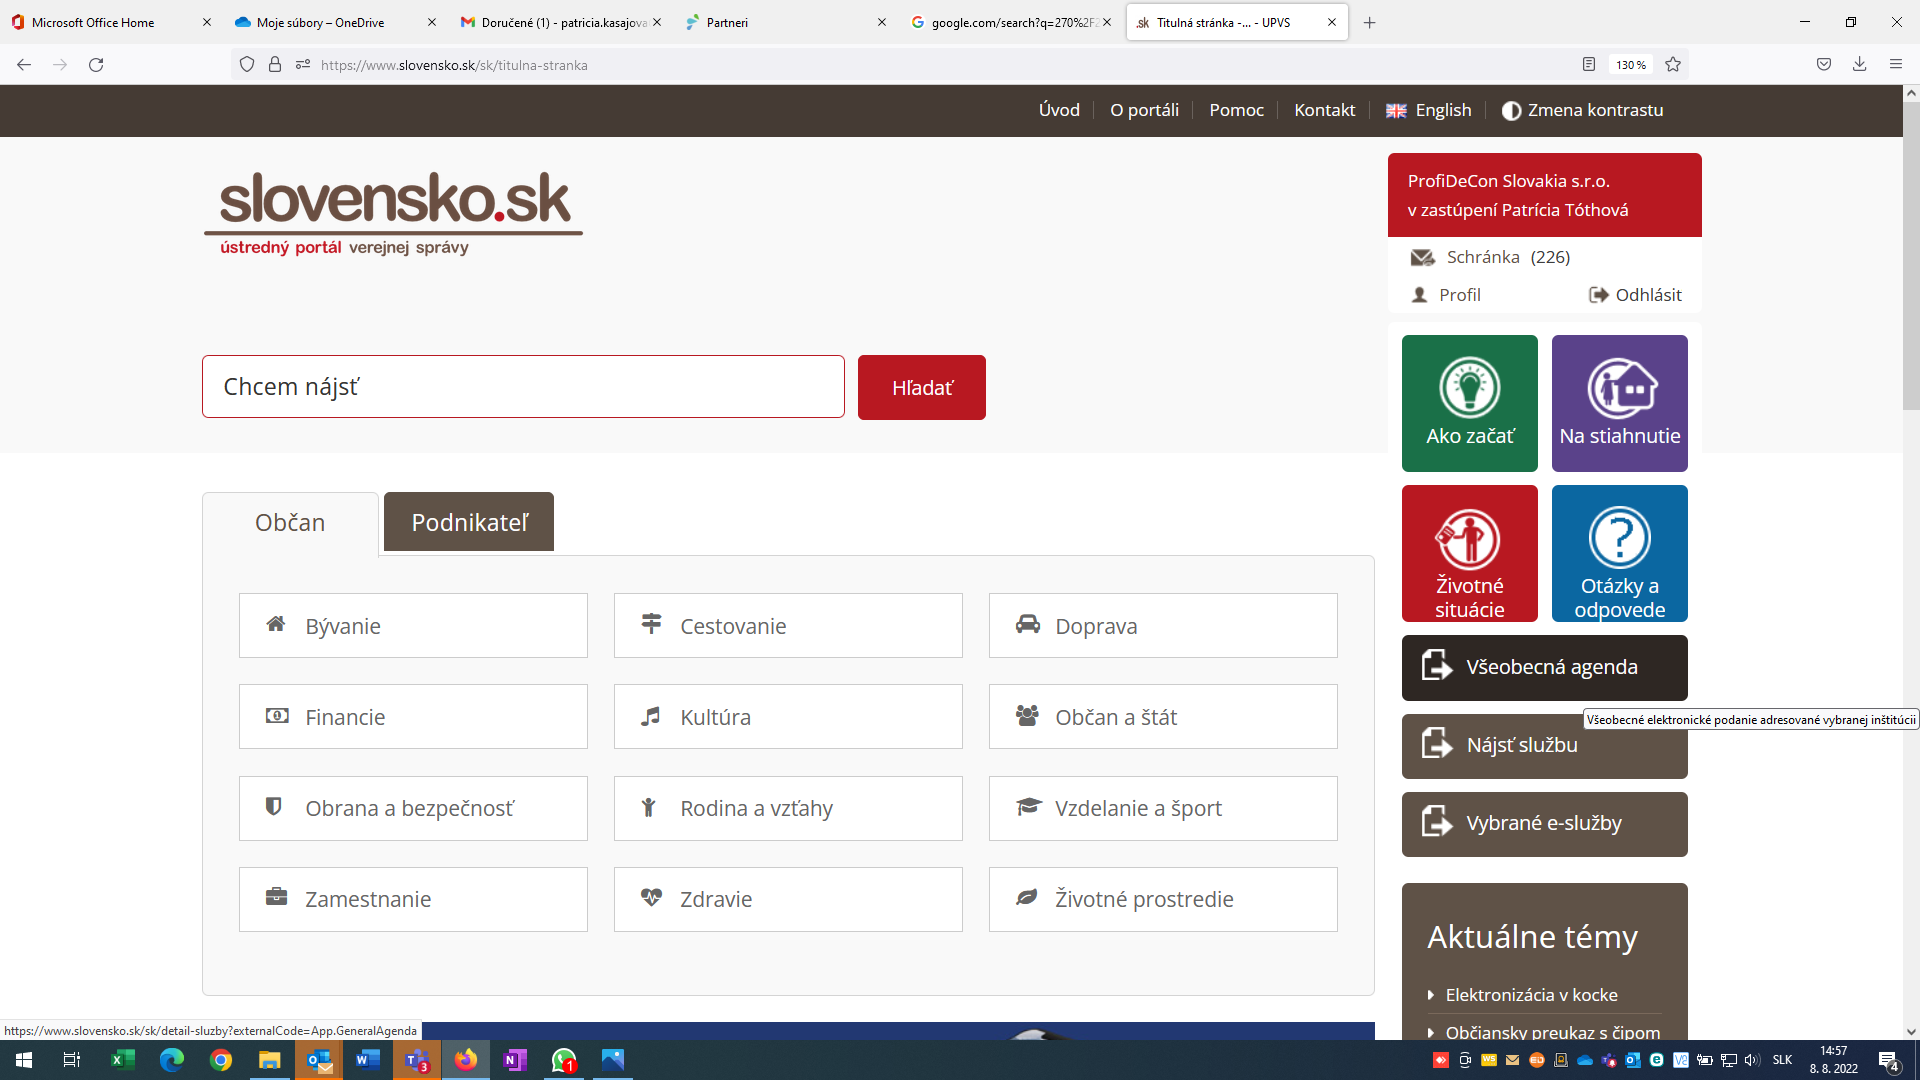 Microsoft Office Home
Moje súbory – OneDrive
Doručené (1) - patricia.kasajova
Partneri
google.com/search?q=270%2F2
.sk Titulná stránka -... - UPVS
https://www.slovensko.sk/sk/titulna-stranka
130 %
Úvod
O portáli
Pomoc
Kontakt
English
Zmena kontrastu
slovensko.sk
ústredný portál verejnej správy
ProfiDeCon Slovakia s.r.o.
v zastúpení Patrícia Tóthová
Schránka (226)
Profil
Odhlásiť
Chcem nájsť
Hľadať
Ako začať
Na stiahnutie
Životné
situácie
Otázky a
odpovede
Občan
Podnikateľ
Bývanie
Cestovanie
Doprava
Financie
Kultúra
Občan a štát
Obrana a bezpečnosť
Rodina a vzťahy
Vzdelanie a šport
Zamestnanie
Zdravie
Životné prostredie
Všeobecná agenda
Všeobecné elektronické podanie adresované vybranej inštitúcii
Nájsť službu
Vybrané e-služby
Aktuálne témy
Elektronizácia v kocke
Občiansky preukaz s čipom
https://www.slovensko.sk/sk/detail-sluzby?externalCode=App.GeneralAgenda
3
1
SLK
14:57
8. 8. 2022
4